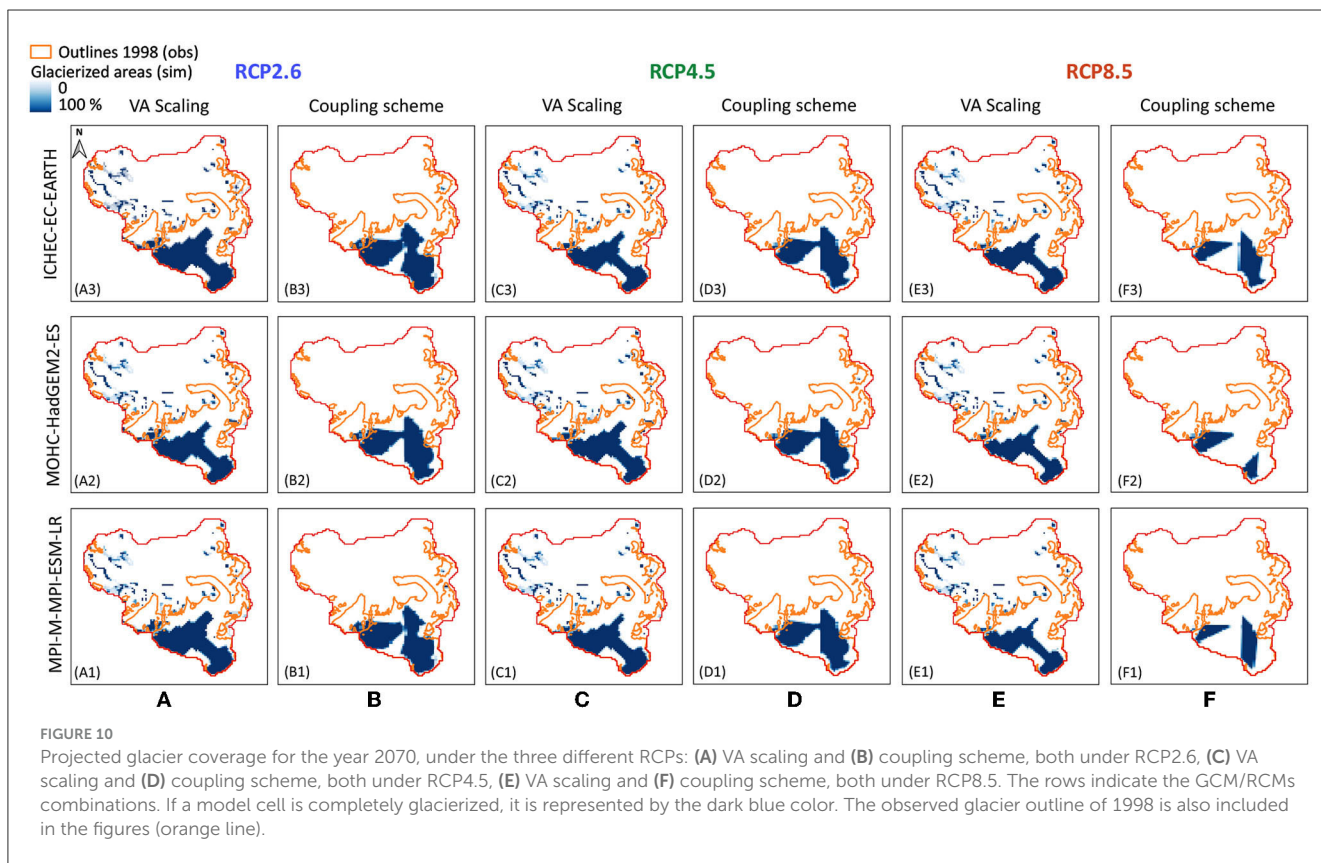 Outlines 1998 (obs)
Glacierized areas (sim)
0
100 %
RCP2.6
RCP4.5
RCP8.5
VA Scaling
Coupling scheme
VA Scaling
Coupling scheme
VA Scaling
Coupling scheme
N
ICHEC-EC-EARTH
(A3)
(B3)
(C3)
(D3)
(E3)
(F3)
MOHC-HadGEM2-ES
(A2)
(B2)
(C2)
(D2)
(E2)
(F2)
MPI-M-MPI-ESM-LR
(A1)
(B1)
(C1)
(D1)
(E1)
(F1)
A
B
C
D
E
F
FIGURE 10
Projected glacier coverage for the year 2070, under the three different RCPs: (A) VA scaling and (B) coupling scheme, both under RCP2.6, (C) VA
scaling and (D) coupling scheme, both under RCP4.5, (E) VA scaling and (F) coupling scheme, both under RCP8.5. The rows indicate the GCM/RCMs
combinations. If a model cell is completely glacierized, it is represented by the dark blue color. The observed glacier outline of 1998 is also included
in the figures (orange line).